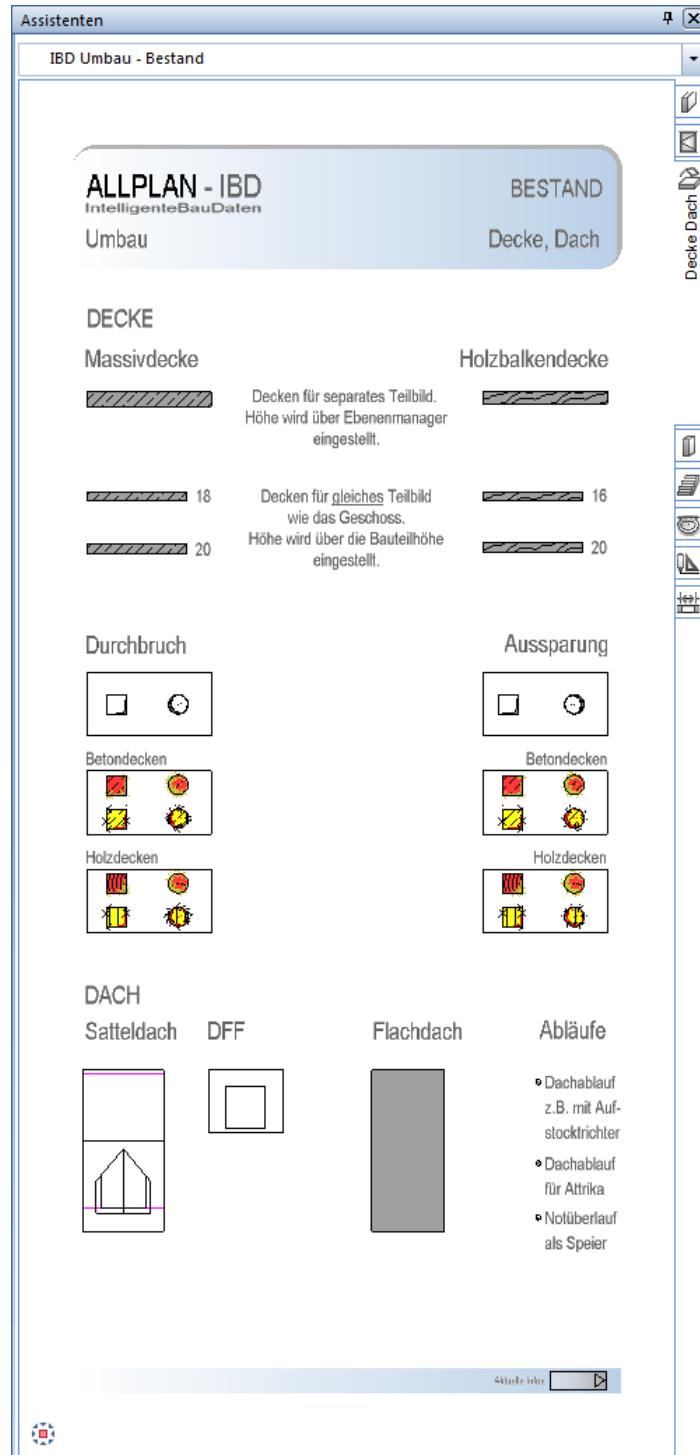 Assistenten
IBD Umbau - Bestand
ALLPLAN - IBD
IntelligenteBauDaten
BESTAND
Umbau
Decke, Dach
Decke Dach
DECKE
Massivdecke
Holzbalkendecke
Decken für separates Teilbild.
Höhe wird über Ebenenmanager
eingestellt.
18
Decken für gleiches Teilbild
16
wie das Geschoss.
20
Höhe wird über die Bauteilhöhe
20
eingestellt.
Durchbruch
Aussparung
Betondecken
Betondecken
Holzdecken
Holzdecken
DACH
Satteldach
DFF
Flachdach
Abläufe
Dachablauf
z.B. mit Auf-
stocktrichter
Dachablauf
für Attrika
Notüberlauf
als Speier
Aktuelle Infos